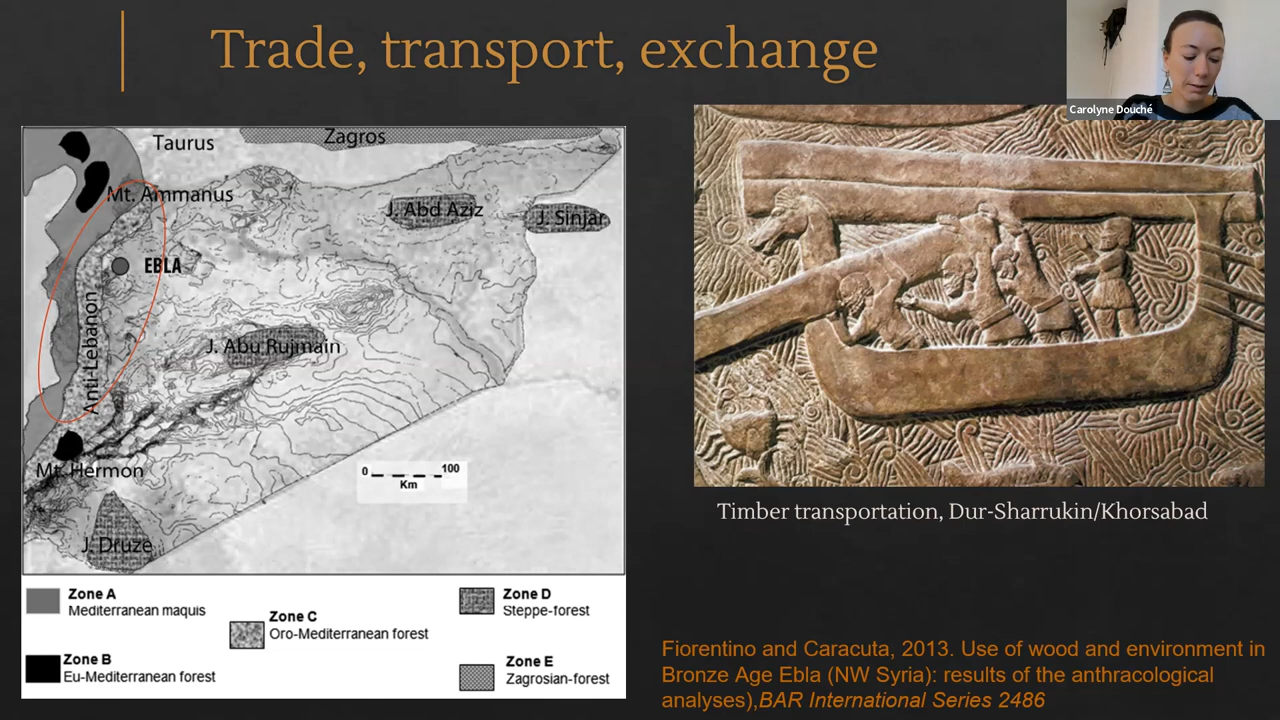 Trade, transport, exchange
Carolyne Douché
Taurus
Zagros
Mt. Ammanus
J. Abd Aziz
J. Sinjar
EBLA
Anti-Lebanon
J. Abu Rujmain
Mt. Hermon
0 100
Km
J. Druze
Zone A
Mediterranean maquis
Zone B
Eu-Mediterranean forest
Zone C
Oro-Mediterranean forest
Zone D
Steppe-forest
Zone E
Zagrosian-forest
Timber transportation, Dur-Sharrukin/Khorsabad
Fiorentino and Caracuta, 2013. Use of wood and environment in
Bronze Age Ebla (NW Syria): results of the anthracological
analyses),BAR International Series 2486